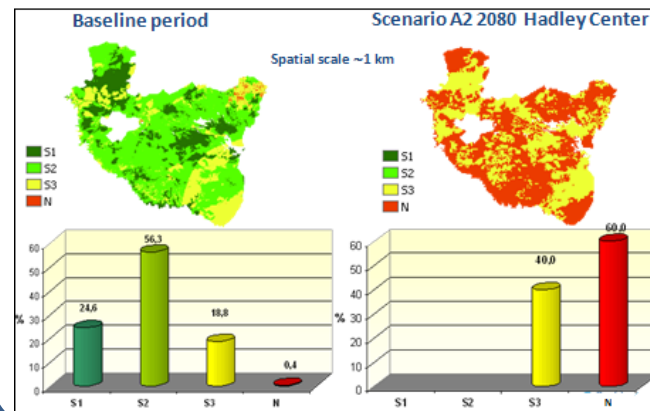 Baseline period
Scenario A2 2080 Hadley Center
Spatial scale ~1 km
S1
S2
S3
N
S1
S2
S3
N
60
50
40
30
20
10
0
%
24,6
56,3
18,8
0,4
S1 S2 S3 N
60
50
40
30
20
10
0
%
40,0
60,0
S1 S2 S3 N